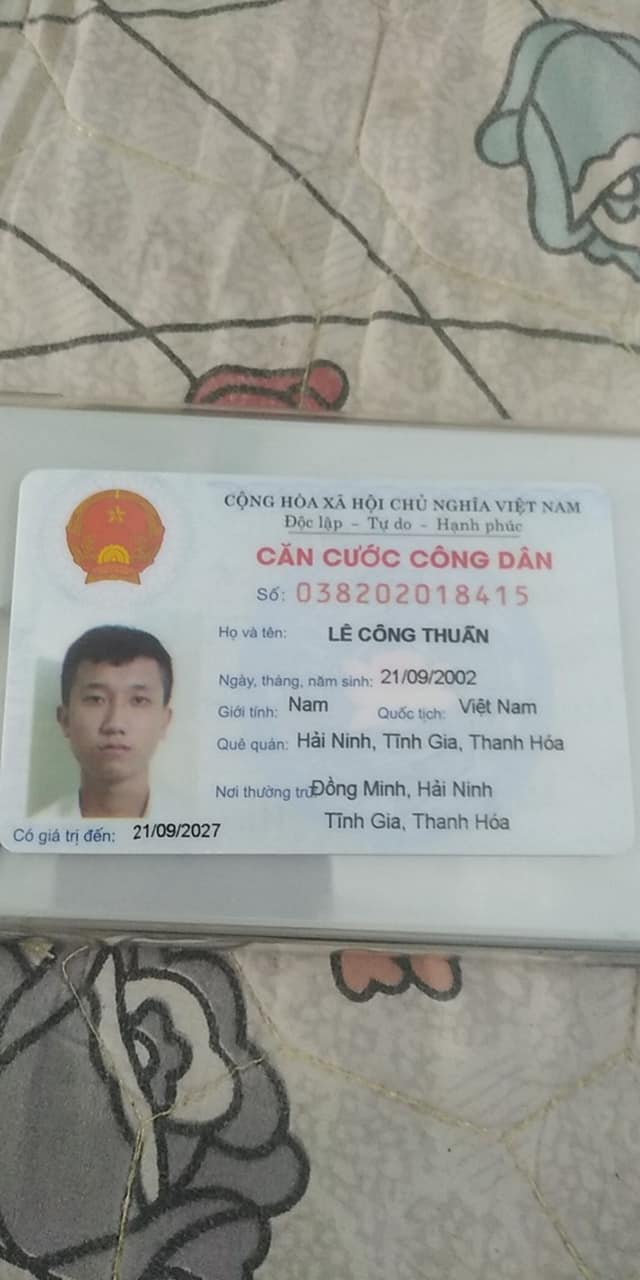 CỘNG HÒA XÃ HỘI CHỦ NGHĨA VIỆT NAM
Độc lập - Tự do - Hạnh phúc
CĂN CƯỚC CÔNG DÂN
Số: 038202018415
Họ và tên: LÊ CÔNG THUẤN
Ngày, tháng, năm sinh: 21/09/2002
Giới tính: Nam Quốc tịch: Việt Nam
Quê quán: Hải Ninh, Tĩnh Gia, Thanh Hóa
Nơi thường trú: Đồng Minh, Hải Ninh
Tĩnh Gia, Thanh Hóa
Có giá trị đến: 21/09/2027